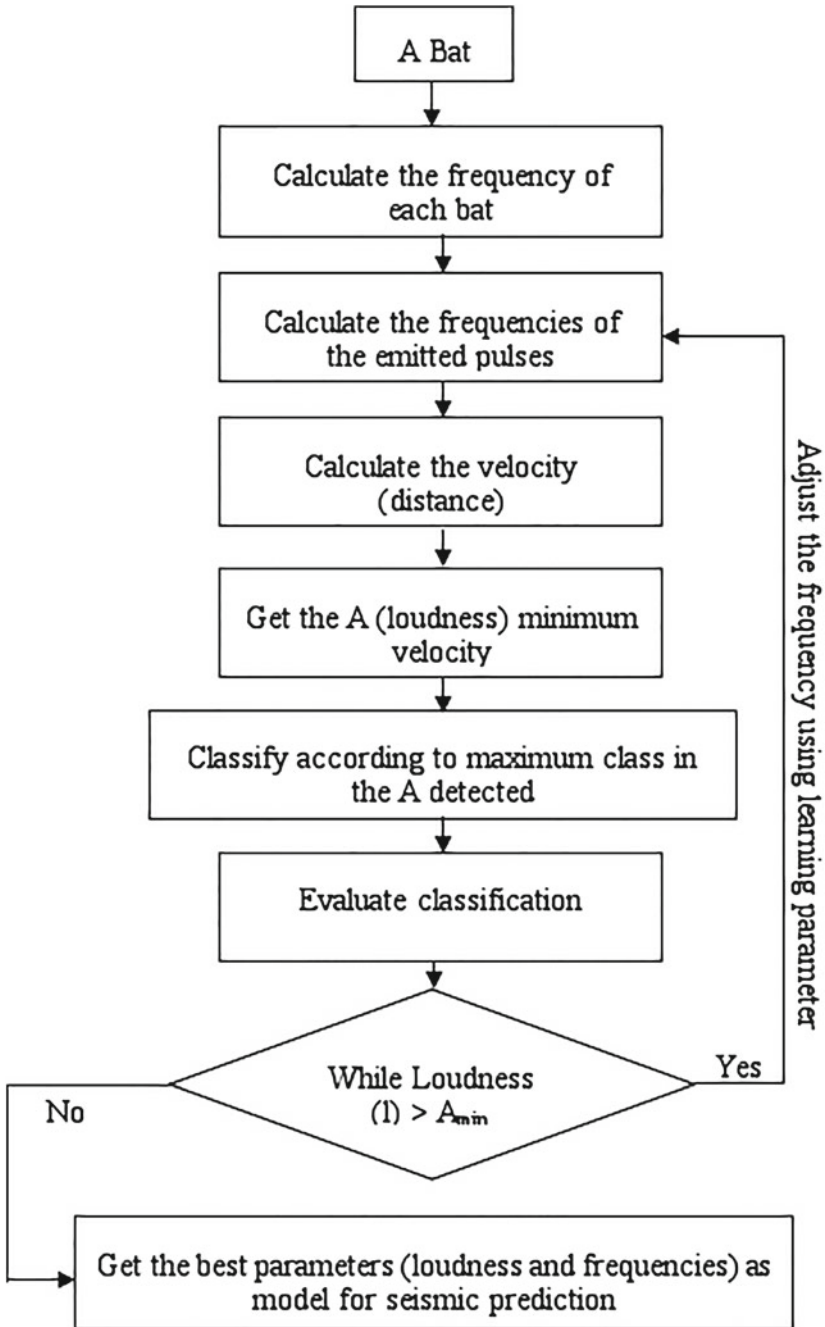 A Bat
Calculate the frequency of
each bat
Calculate the frequencies of
the emitted pulses
Calculate the velocity
(distance)
Get the A (loudness) minimum
velocity
Classify according to maximum class in
the A detected
Evaluate classification
While Loudness
(l) > Amin
Yes
No
Adjust the frequency using learning parameter
Get the best parameters (loudness and frequencies) as
model for seismic prediction